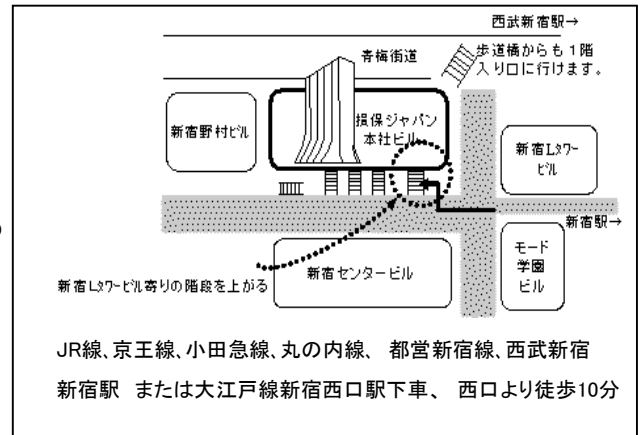 西武新宿駅→
青梅街道
歩道橋からも1階
入り口に行けます。
新宿野村ビル
損保ジャパン
本社ビル
新宿Lタワー
ビル
新宿駅→
モード
学園
ビル
新宿センタービル
新宿Lタワービル寄りの階段を上がる
JR線、京王線、小田急線、丸の内線、 都営新宿線、西武新宿
新宿駅 または大江戸線新宿西口駅下車、 西口より徒歩10分